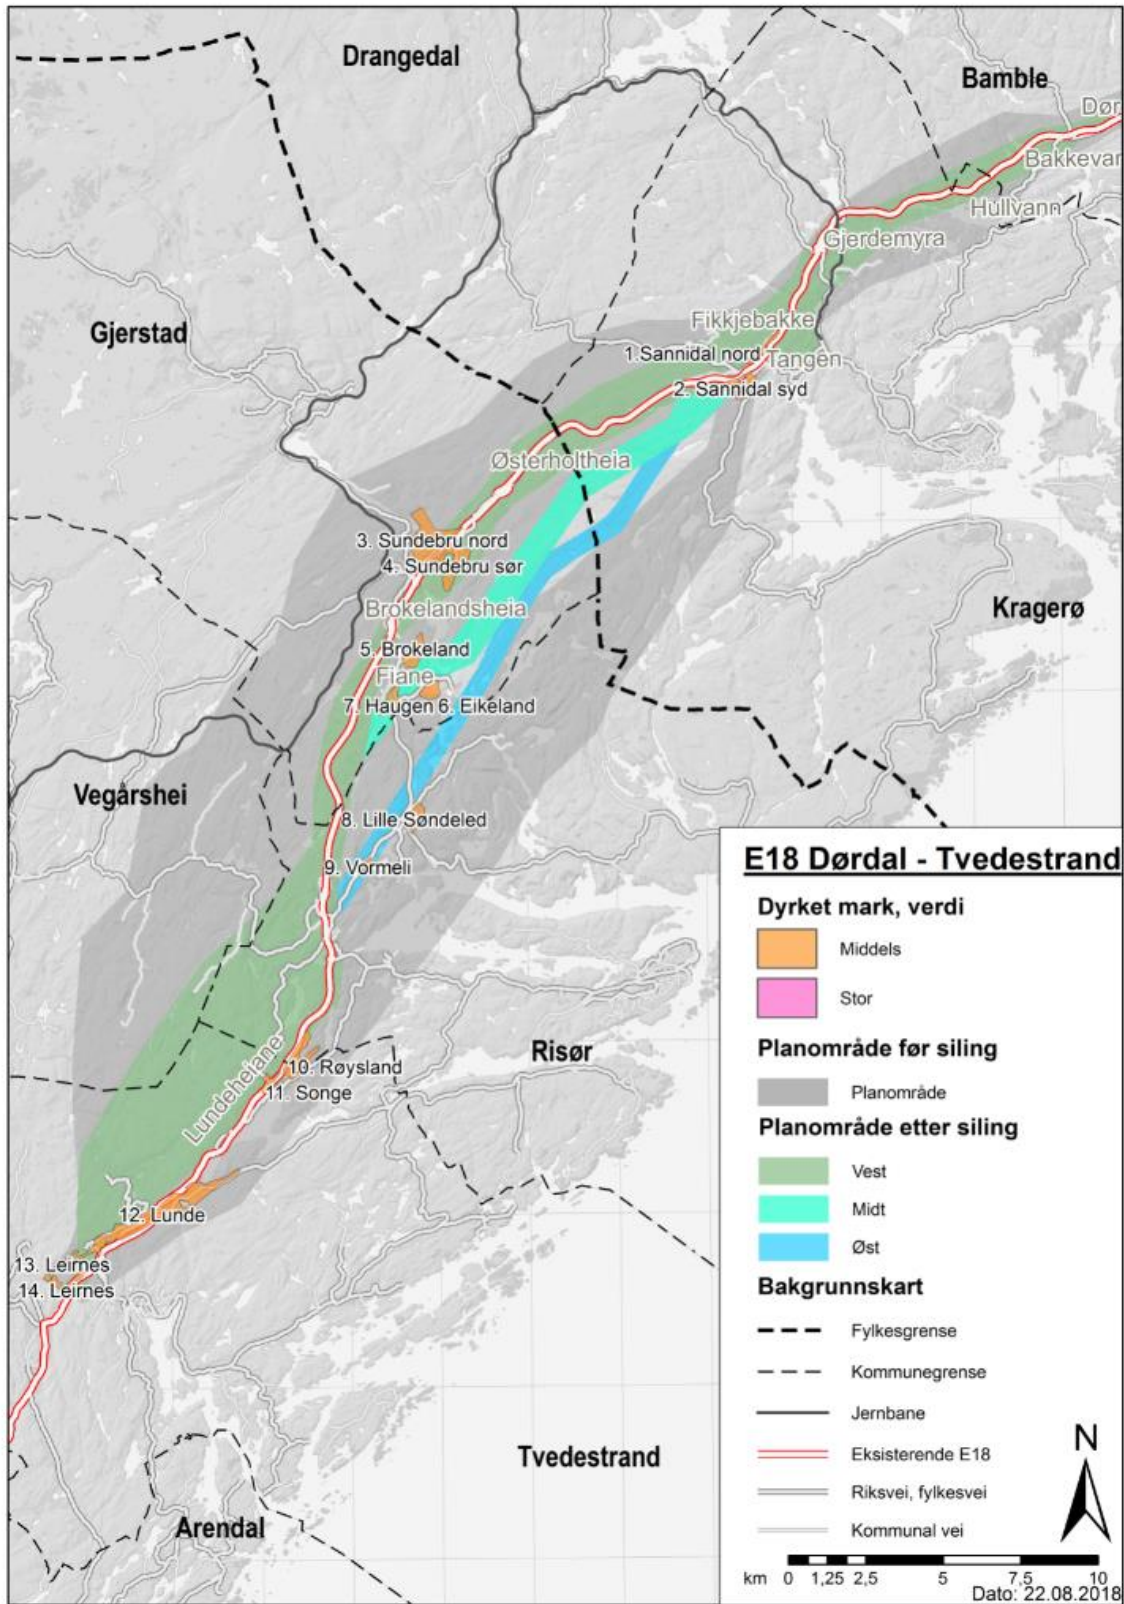 Drangedal
Bamble
Dør
Bakkevar
Hullvann
Gjerdemyra
Gjerstad
Fikkjebakke
1.Sannidal nord
Tangen
2. Sannidal syd
Østerholtheia
3. Sundebru nord
4. Sundebru sør
Brokelandsheia
Kragerø
5. Brokeland
Fiane
7. Haugen 6. Eikeland
Vegårshei
8. Lille Søndeled
9. Vormeli
Risør
10. Røysland
11. Songe
Lundeheiane
12. Lunde
13. Leirnes
14. Leirnes
Tvedestrand
Arendal
E18 Dørdal - Tvedestrand
Dyrket mark, verdi
Middels
Stor
Planområde før siling
Planområde
Planområde etter siling
Vest
Midt
Øst
Bakgrunnskart
Fylkesgrense
Kommunegrense
Jernbane
Eksisterende E18
Riksvei, fylkesvei
Kommunal vei
N
km 0 1,25 2,5 5 7,5 10
Dato: 22.08.2018